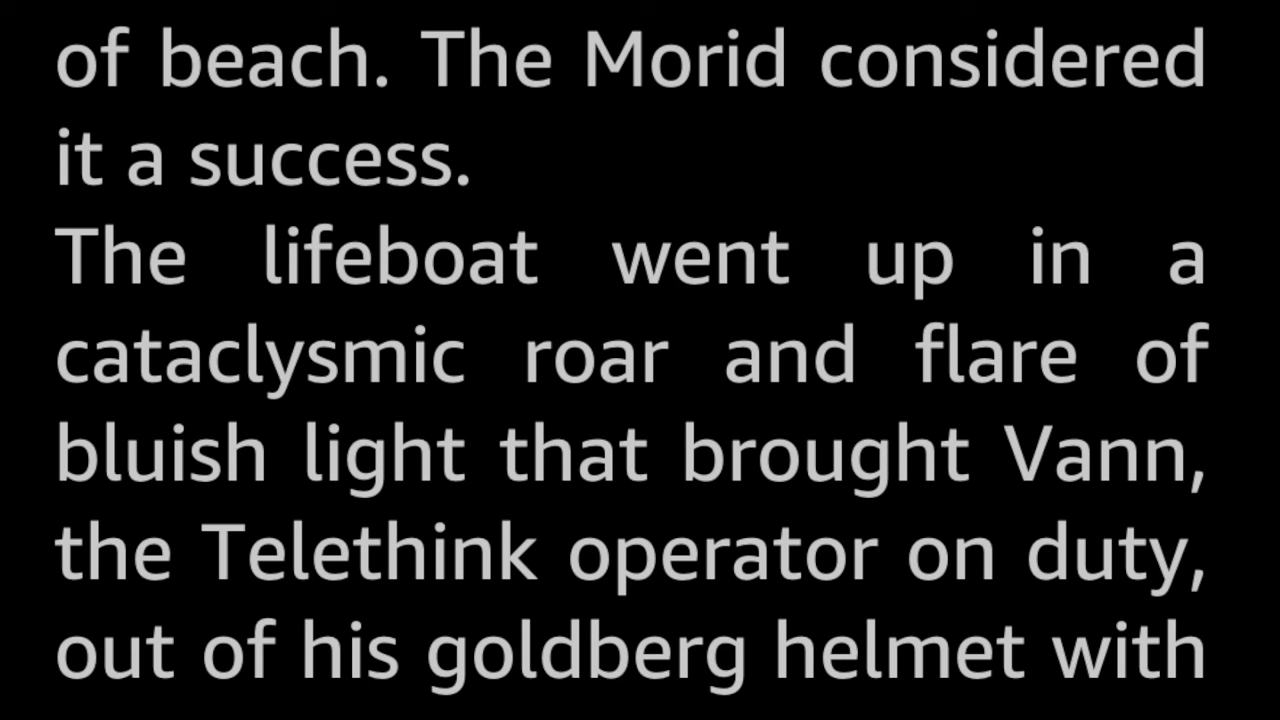 of beach. The Morid considered
it a success.
The lifeboat went up in a
cataclysmic roar and flare of
bluish light that brought Vann,
the Telethink operator on duty,
out of his goldberg helmet with